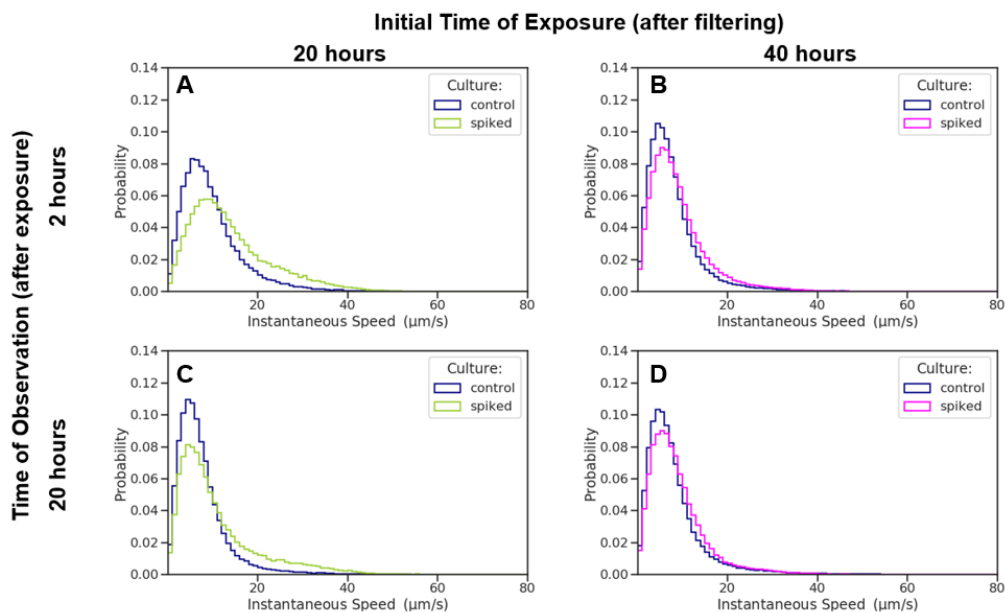 Initial Time of Exposure (after filtering)
20 hours
40 hours
Time of Observation (after exposure)
2 hours
20 hours
A
0.14
0.12
0.10
0.08
0.06
0.04
0.02
0.00
Probability
Culture:
control
spiked
20
40
60
80
Instantaneous Speed (µm/s)
B
0.14
0.12
0.10
0.08
0.06
0.04
0.02
0.00
Probability
Culture:
control
spiked
20
40
60
80
Instantaneous Speed (µm/s)
C
0.14
0.12
0.10
0.08
0.06
0.04
0.02
0.00
Probability
Culture:
control
spiked
20
40
60
80
Instantaneous Speed (µm/s)
D
0.14
0.12
0.10
0.08
0.06
0.04
0.02
0.00
Probability
Culture:
control
spiked
20
40
60
80
Instantaneous Speed (µm/s)